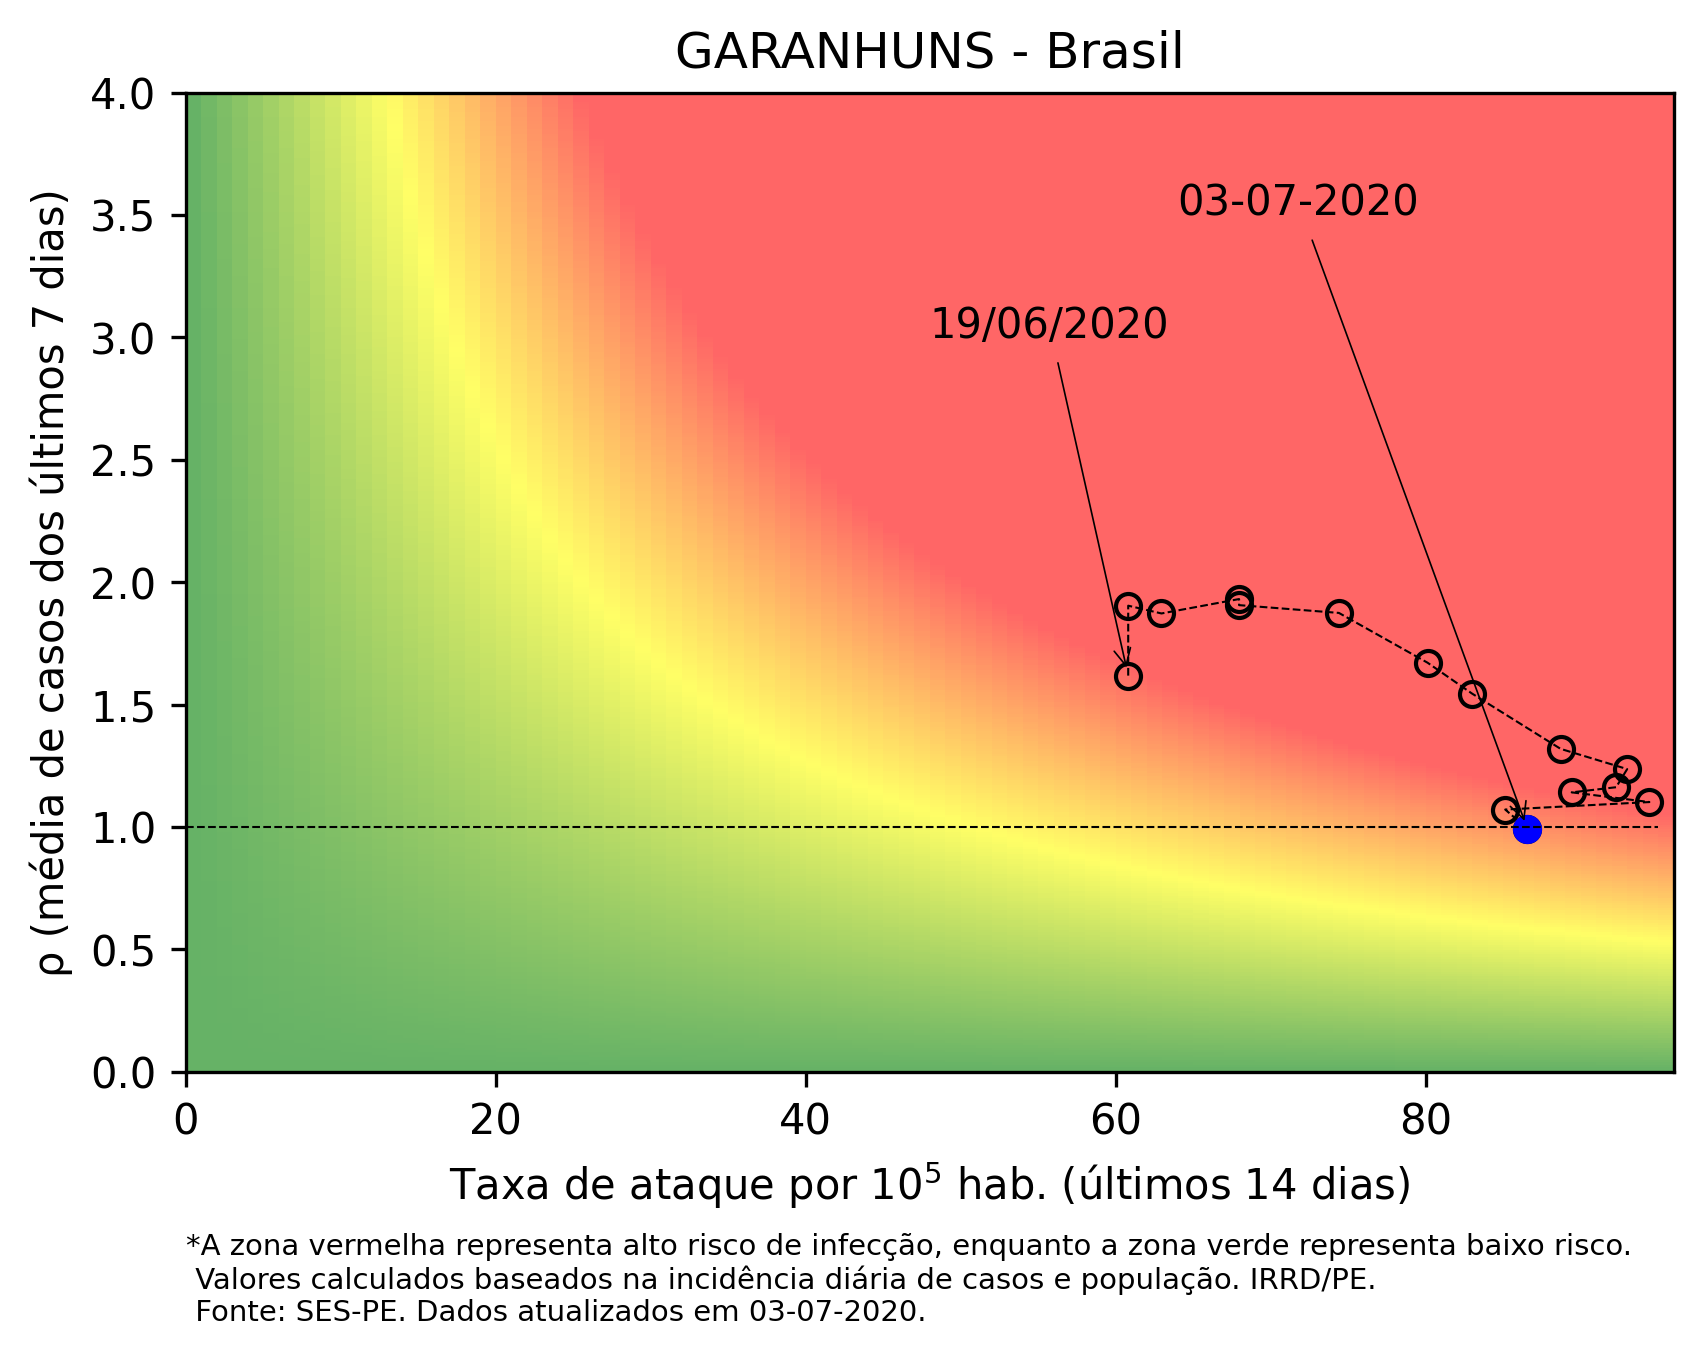 GARANHUNS - Brasil
4.0
3.5
3.0
2.5
2.0
1.5
1.0
0.5
0.0
ρ (média de casos dos últimos 7 dias)
03-07-2020
19/06/2020
0 20 40 60 80
Taxa de ataque por 10⁵ hab. (últimos 14 dias)
*A zona vermelha representa alto risco de infecção, enquanto a zona verde representa baixo risco.
Valores calculados baseados na incidência diária de casos e população. IRRD/PE.
Fonte: SES-PE. Dados atualizados em 03-07-2020.